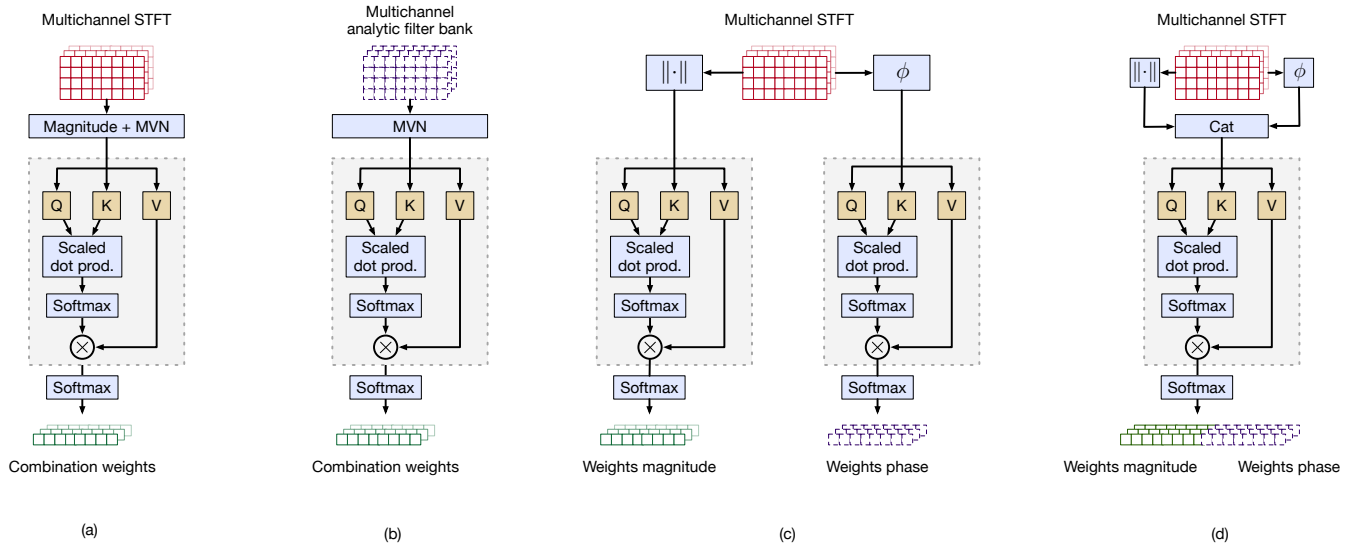 Multichannel STFT
Magnitude + MVN
Q K V
Scaled
dot prod.
Softmax
×
Softmax
Combination weights
(a)
Multichannel
analytic filter bank
MVN
Q K V
Scaled
dot prod.
Softmax
×
Softmax
Combination weights
(b)
Multichannel STFT
||·|| ϕ
Q K V
Scaled
dot prod.
Softmax
×
Softmax
Weights magnitude
Q K V
Scaled
dot prod.
Softmax
×
Softmax
Weights phase
(c)
Multichannel STFT
||·|| ϕ
Cat
Q K V
Scaled
dot prod.
Softmax
×
Softmax
Weights magnitude Weights phase
(d)